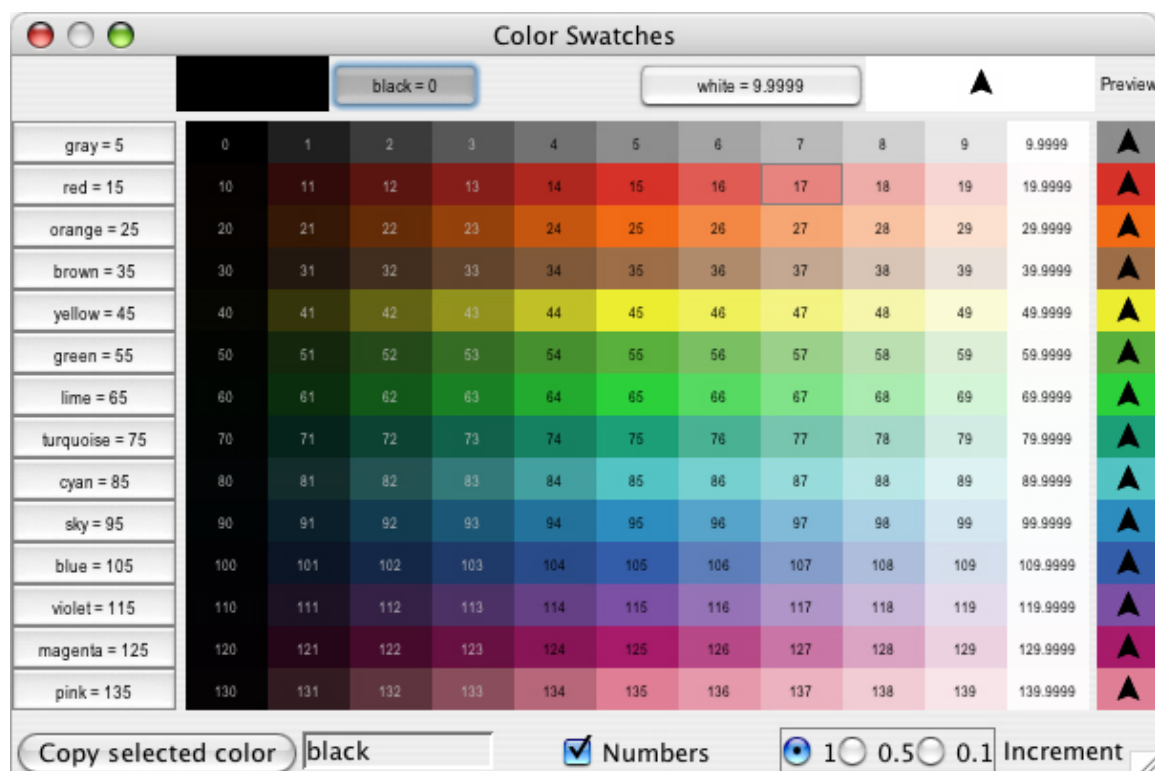 Color Swatches
black = 0 white = 9.9999 Preview
gray = 5 0 1 2 3 4 5 6 7 8 9 9.9999
red = 15 10 11 12 13 14 15 16 17 18 19 19.9999
orange = 25 20 21 22 23 24 25 26 27 28 29 29.9999
brown = 35 30 31 32 33 34 35 36 37 38 39 39.9999
yellow = 45 40 41 42 43 44 45 46 47 48 49 49.9999
green = 55 50 51 52 53 54 55 56 57 58 59 59.9999
lime = 65 60 61 62 63 64 65 66 67 68 69 69.9999
turquoise = 75 70 71 72 73 74 75 76 77 78 79 79.9999
cyan = 85 80 81 82 83 84 85 86 87 88 89 89.9999
sky = 95 90 91 92 93 94 95 96 97 98 99 99.9999
blue = 105 100 101 102 103 104 105 106 107 108 109 109.9999
violet = 115 110 111 112 113 114 115 116 117 118 119 119.9999
magenta = 125 120 121 122 123 124 125 126 127 128 129 129.9999
pink = 135 130 131 132 133 134 135 136 137 138 139 139.9999
Copy selected color black Numbers 1 0.5 0.1 Increment